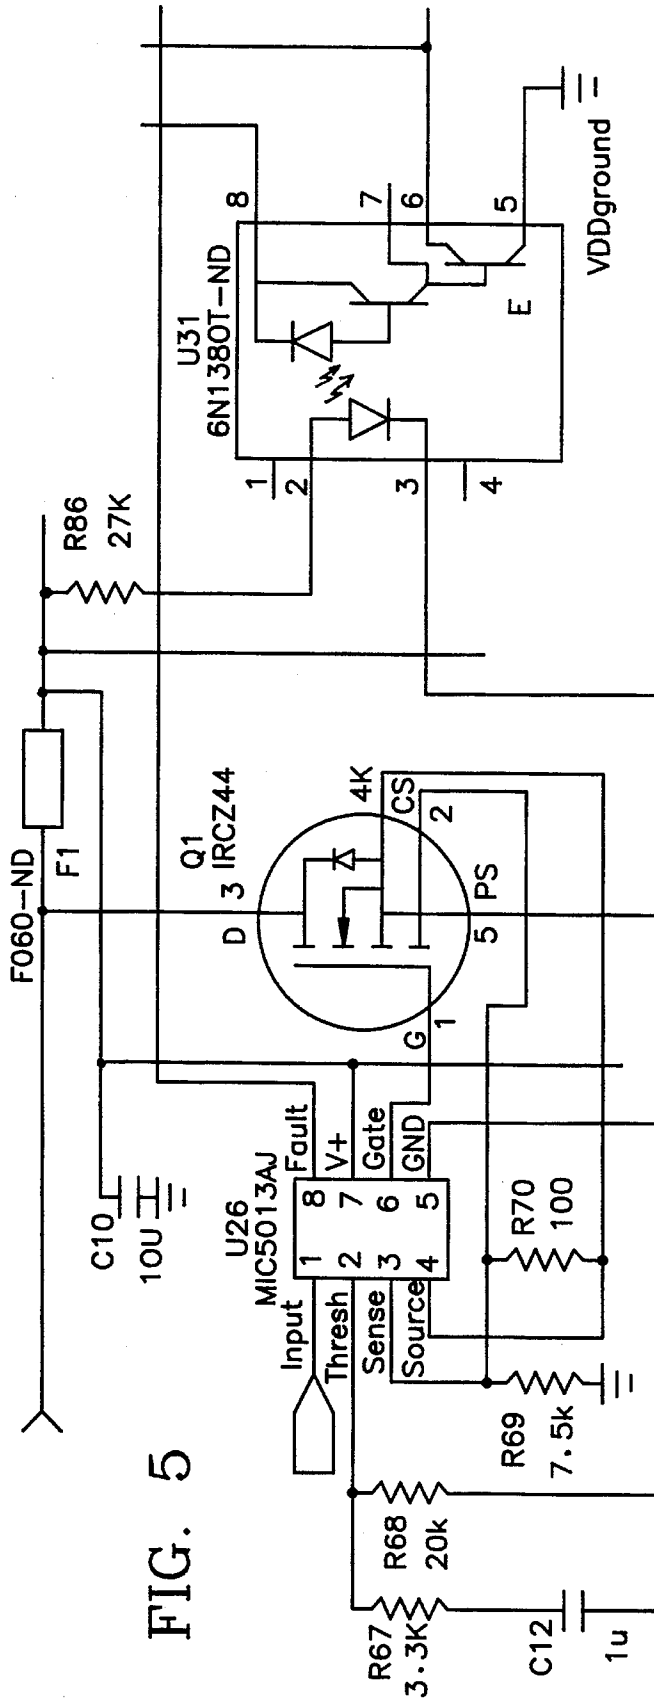 FIG. 5
F060-ND
F1
R86
27K
U31
6N1380T-ND
1
2
3
4
8
7
6
5
E
VDDground
Q1
IRCZ44
D
3
G
1
4K
CS
2
5
PS
C10
10U
U26
MIC5013AJ
Input
Thresh
Sense
Source
1
2
3
4
8
7
6
5
Fault
V+
Gate
GND
R70
100
R69
7.5k
R68
20k
R67
3.3K
C12
1u